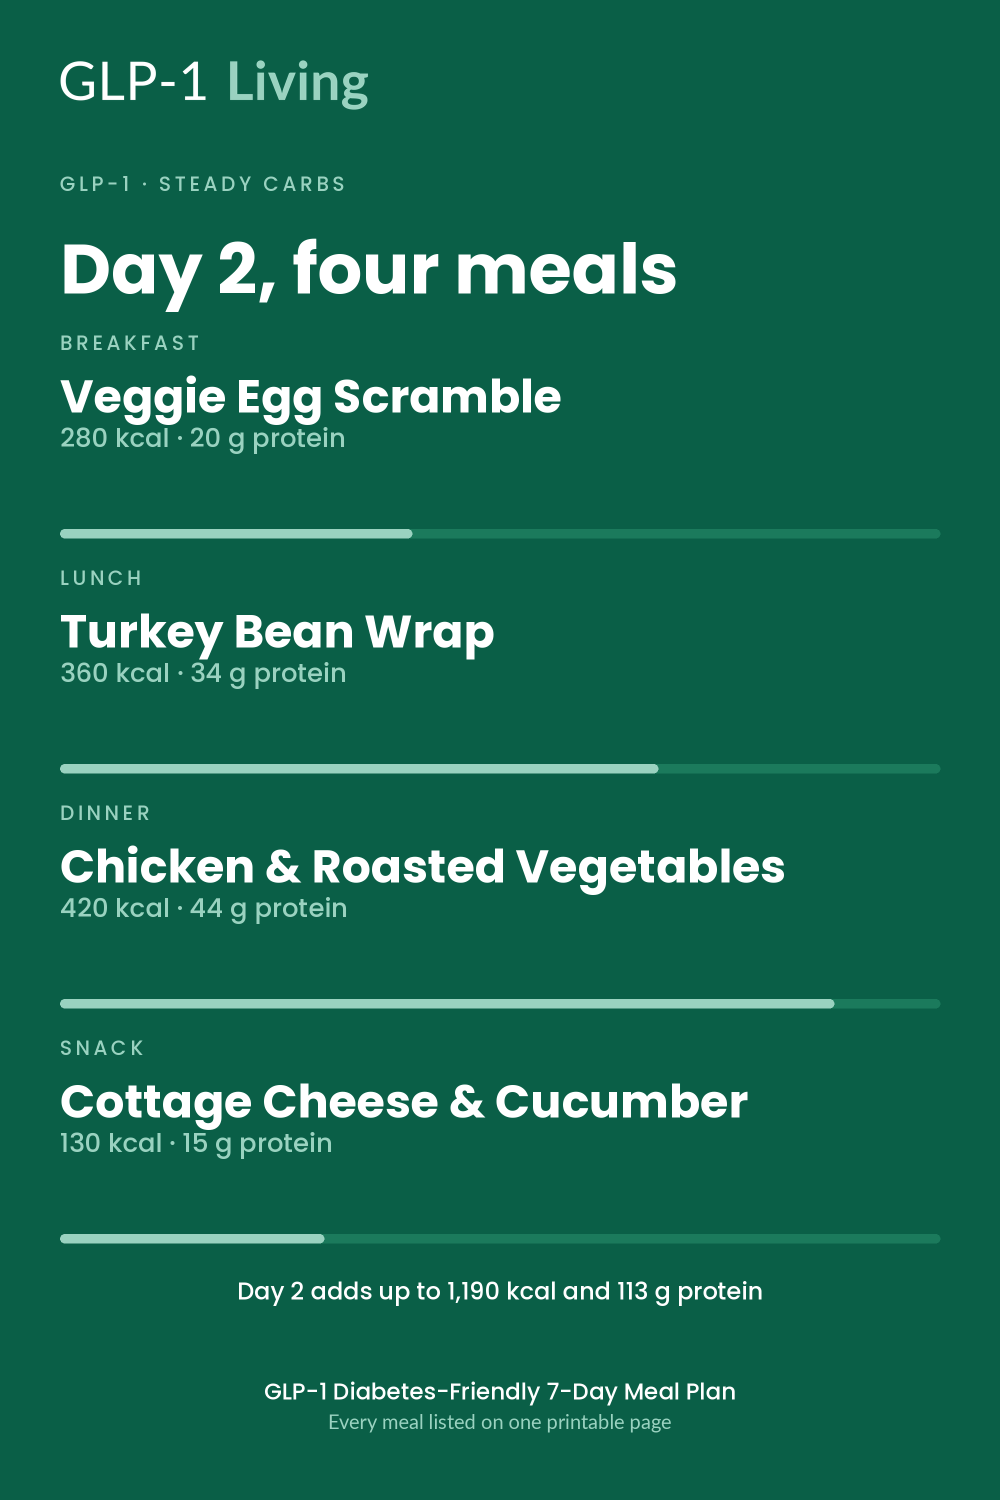 GLP-1 Living
GLP-1 · STEADY CARBS
Day 2, four meals
BREAKFAST
Veggie Egg Scramble
280 kcal · 20 g protein
LUNCH
Turkey Bean Wrap
360 kcal · 34 g protein
DINNER
Chicken & Roasted Vegetables
420 kcal · 44 g protein
SNACK
Cottage Cheese & Cucumber
130 kcal · 15 g protein
Day 2 adds up to 1,190 kcal and 113 g protein
GLP-1 Diabetes-Friendly 7-Day Meal Plan
Every meal listed on one printable page